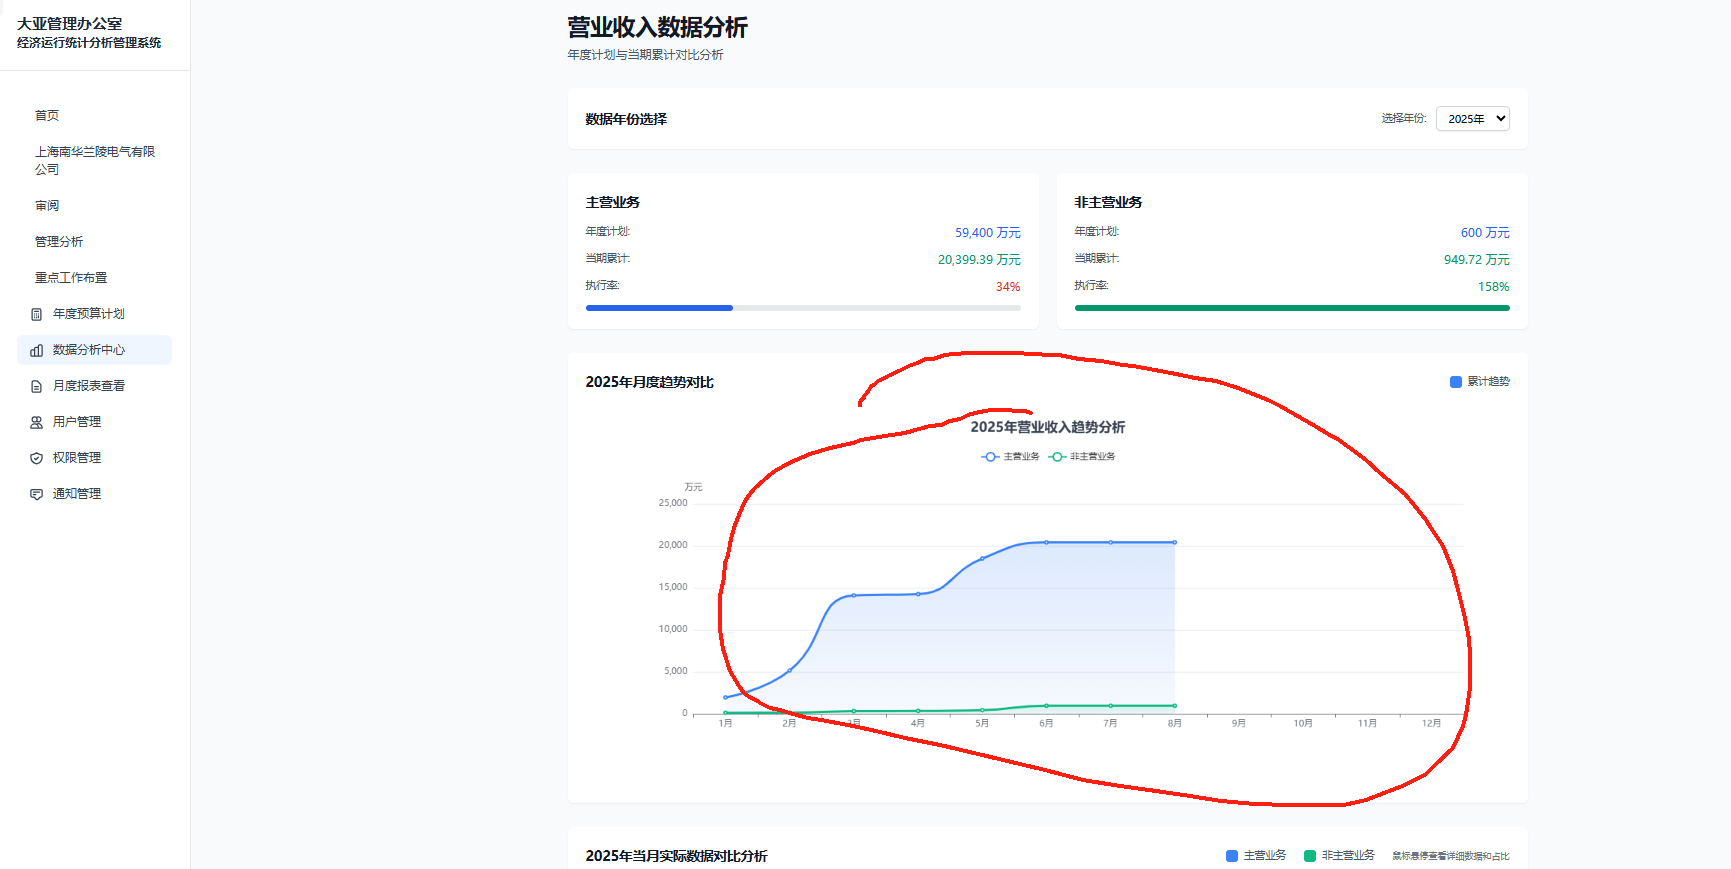 大亚管理办公室
经济运行统计分析管理系统
首页
上海南华兰陵电气有限
公司
审阅
管理分析
重点工作布置
年度预算计划
数据分析中心
月度报表查看
用户管理
权限管理
通知管理
营业收入数据分析
年度计划与当期累计对比分析
数据年份选择
选择年份:
2025年
主营业务
年度计划:
59,400 万元
当期累计:
20,399.39 万元
执行率:
34%
非主营业务
年度计划:
600 万元
当期累计:
949.72 万元
执行率:
158%
2025年月度趋势对比
累计趋势
2025年营业收入趋势分析
主营业务
非主营业务
万元
25,000
20,000
15,000
10,000
5,000
0
1月
2月
3月
4月
5月
6月
7月
8月
9月
10月
11月
12月
2025年当月实际数据对比分析
主营业务
非主营业务
鼠标悬停查看详细数据和占比